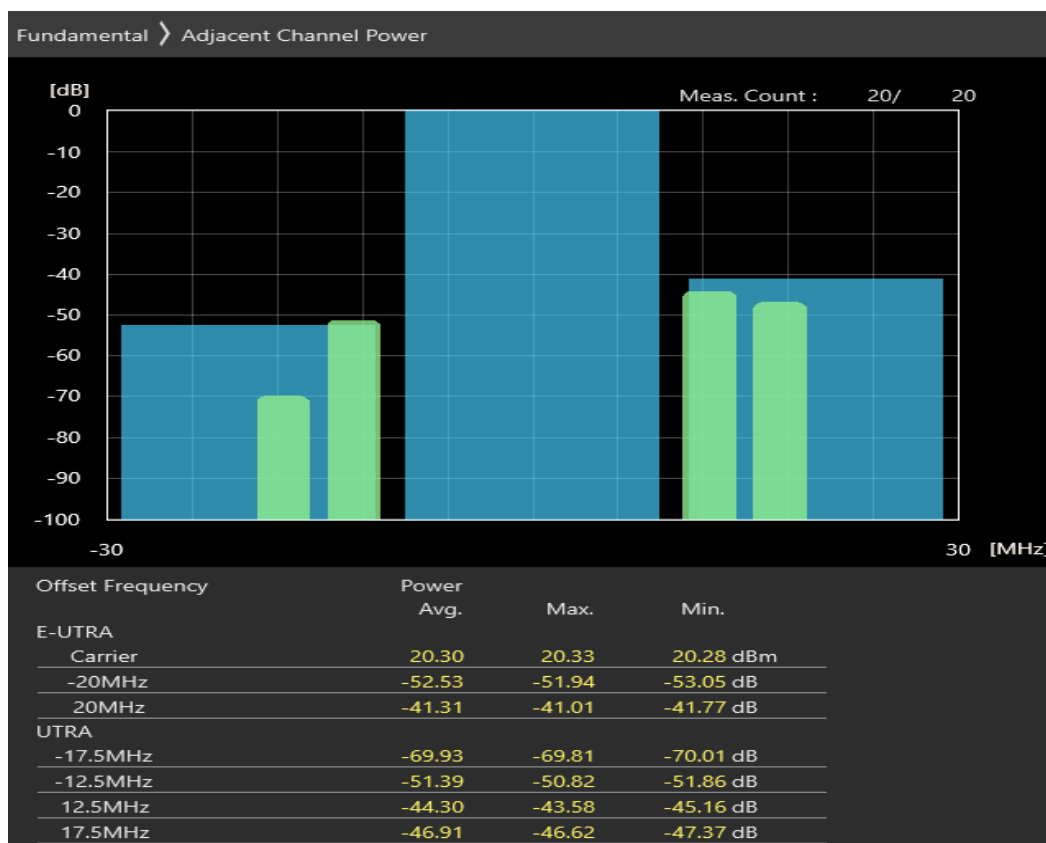 Fundamental 〉 Adjacent Channel Power
[dB]
Meas. Count : 20/ 20
0
-10
-20
-30
-40
-50
-60
-70
-80
-90
-100
-30 30 [MHz]
Offset Frequency Power
Avg. Max. Min.
E-UTRA
Carrier 20.30 20.33 20.28 dBm
-20MHz -52.53 -51.94 -53.05 dB
20MHz -41.31 -41.01 -41.77 dB
UTRA
-17.5MHz -69.93 -69.81 -70.01 dB
-12.5MHz -51.39 -50.82 -51.86 dB
12.5MHz -44.30 -43.58 -45.16 dB
17.5MHz -46.91 -46.62 -47.37 dB